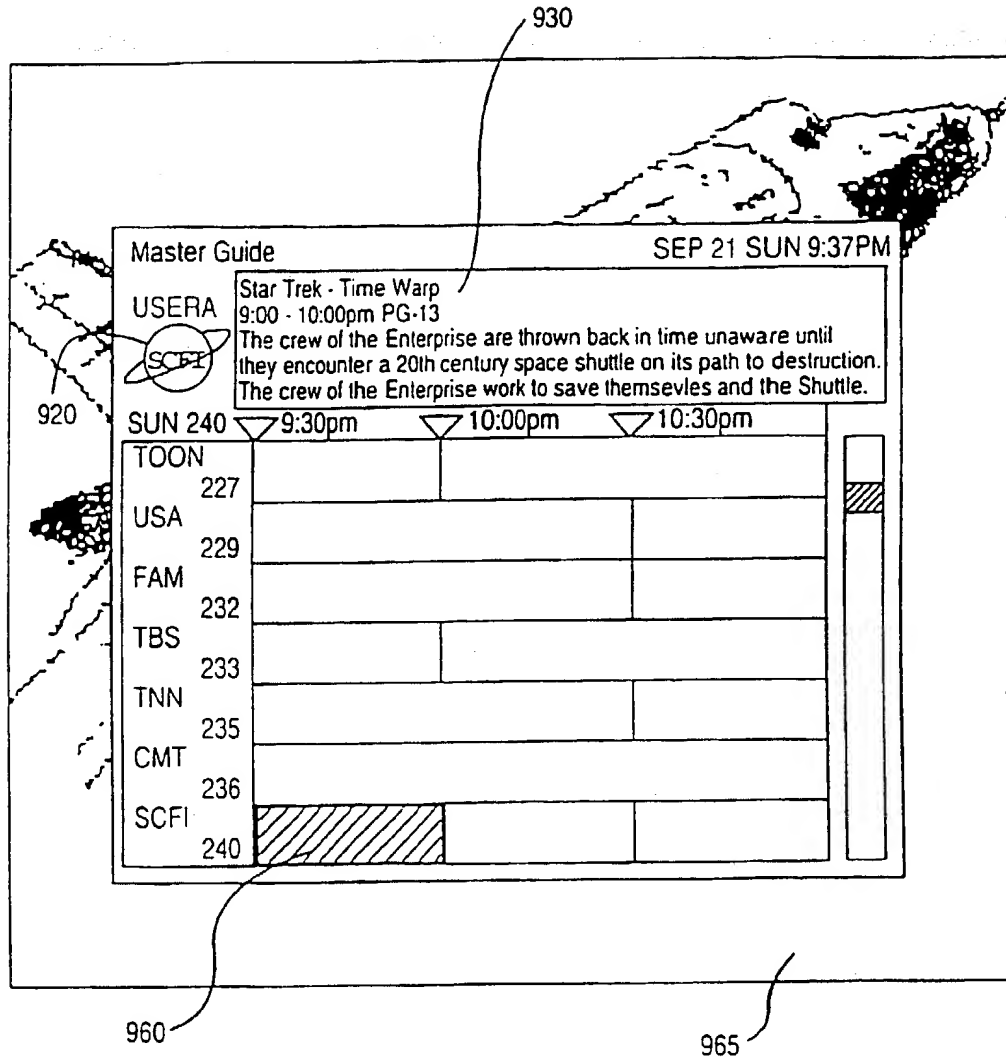 930
Master Guide SEP 21 SUN 9:37PM
USERA
SCFI
920
Star Trek - Time Warp
9:00 - 10:00pm PG-13
The crew of the Enterprise are thrown back in time unaware until
they encounter a 20th century space shuttle on its path to destruction.
The crew of the Enterprise work to save themsevles and the Shuttle.
SUN 240 9:30pm 10:00pm 10:30pm
TOON
227
USA
229
FAM
232
TBS
233
TNN
235
CMT
236
SCFI
240
960
965